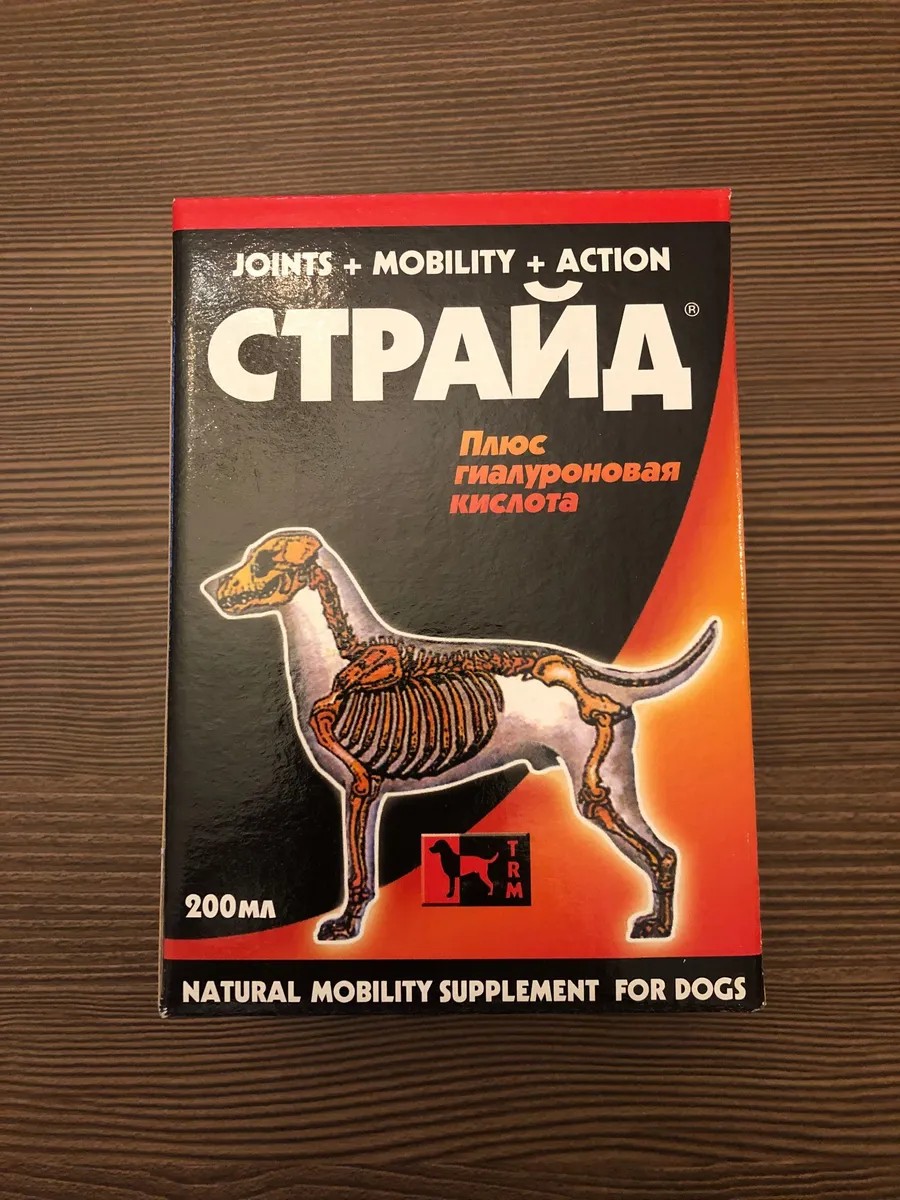 JOINTS + MOBILITY + ACTION
СТРАЙД®
Плюс
гиалуроновая
кислота
TRM
200мл
NATURAL MOBILITY SUPPLEMENT FOR DOGS